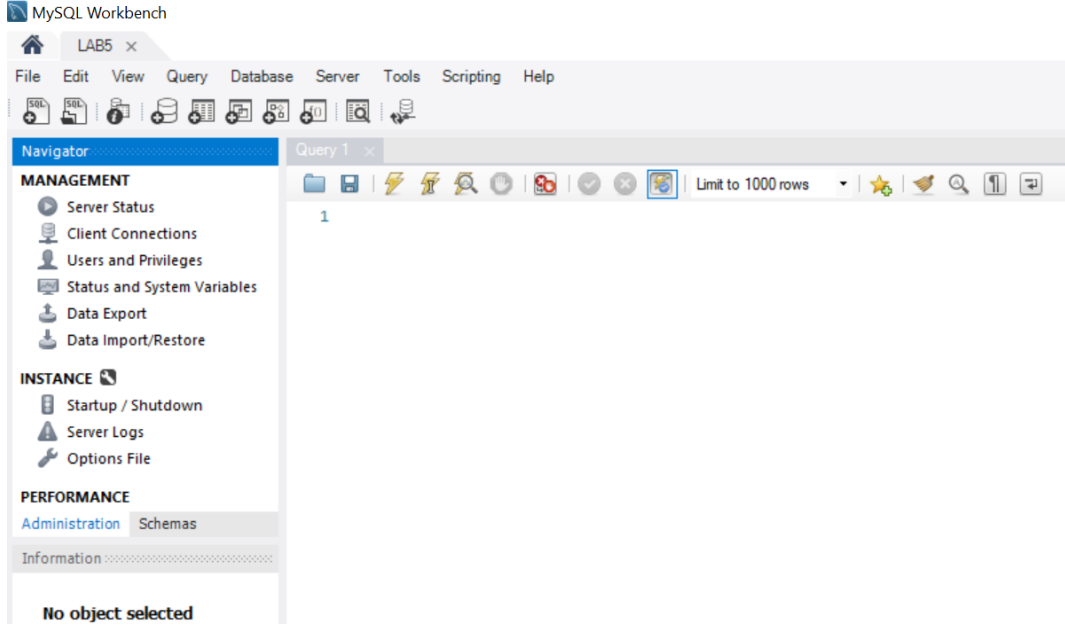 MySQL Workbench
LAB5
File Edit View Query Database Server Tools Scripting Help
Navigator
MANAGEMENT
Server Status
Client Connections
Users and Privileges
Status and System Variables
Data Export
Data Import/Restore
INSTANCE
Startup / Shutdown
Server Logs
Options File
PERFORMANCE
Administration Schemas
Information
No object selected
Query 1
Limit to 1000 rows
1